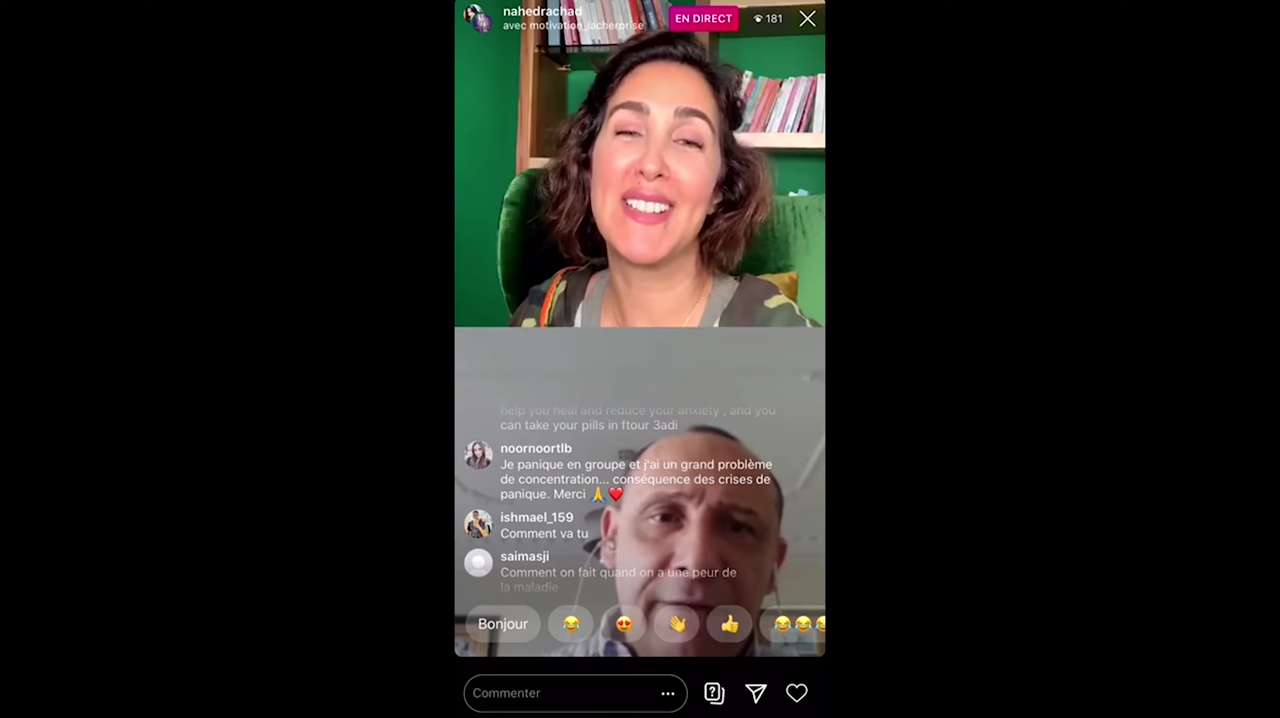 nahedrachad
avec motivation_lacherprise
EN DIRECT
181
help you heal and reduce your anxiety , and you
can take your pills in ftour 3adi
noornoortlb
Je panique en groupe et j'ai un grand problème
de concentration... conséquence des crises de
panique. Merci 🙏❤️
ishmael_159
Comment va tu
saimasji
Comment on fait quand on a une peur de
la maladie
Bonjour
Commenter